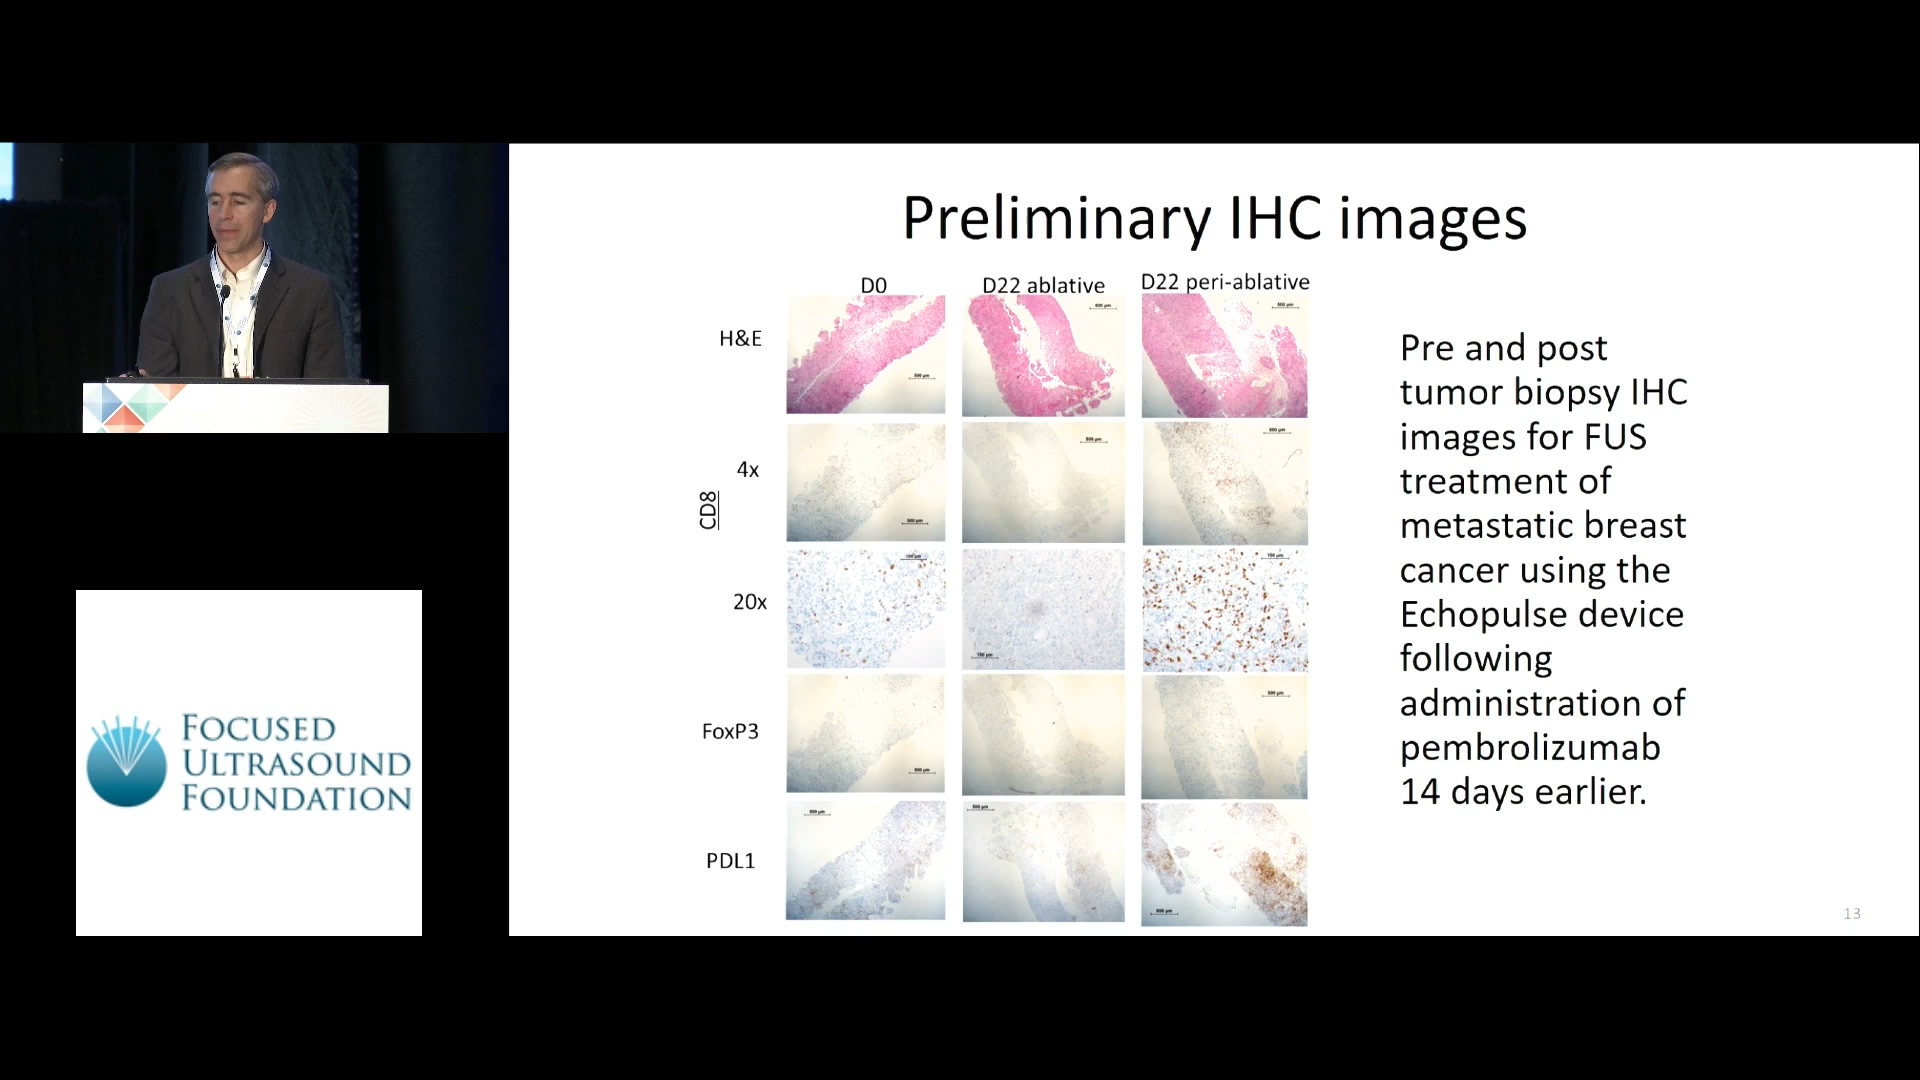 Preliminary IHC images
D0
D22 ablative
D22 peri-ablative
H&E
4x
CD8
20x
FoxP3
PDL1
Pre and post
tumor biopsy IHC
images for FUS
treatment of
metastatic breast
cancer using the
Echopulse device
following
administration of
pembrolizumab
14 days earlier.
13
FOCUSED
ULTRASOUND
FOUNDATION